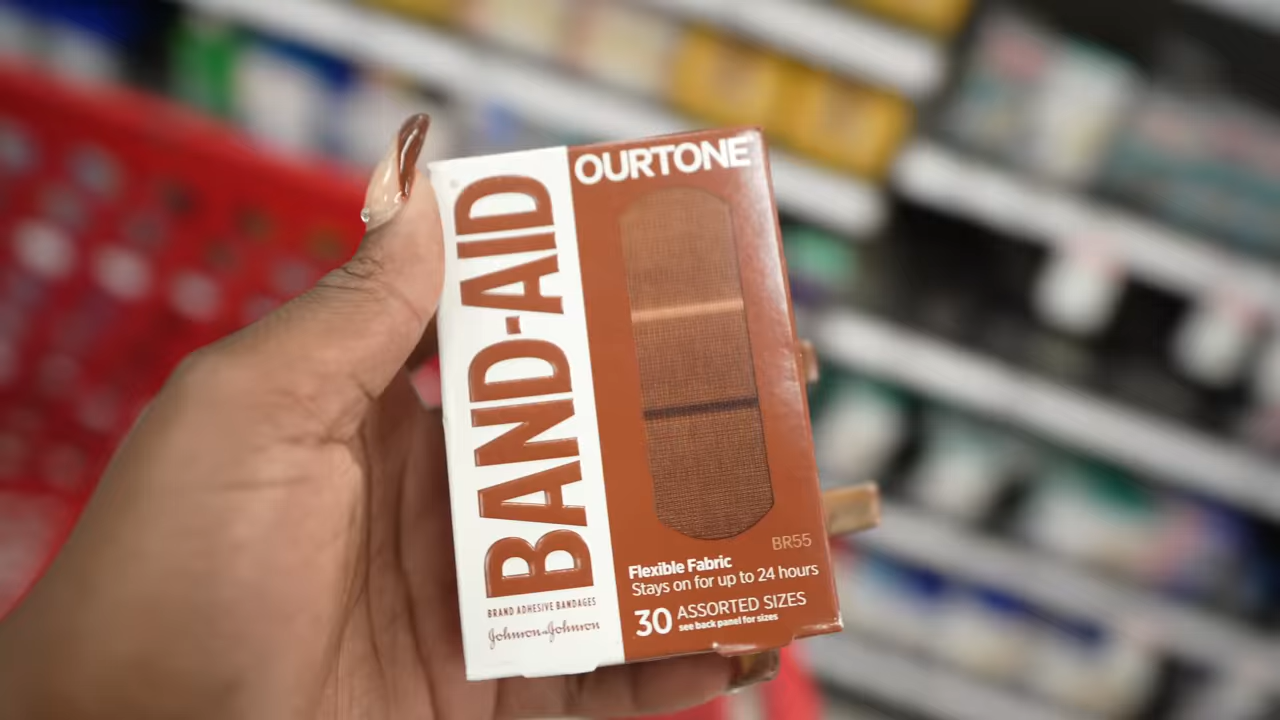 BAND-AID
BRAND ADHESIVE BANDAGES
Johnson & Johnson
OURTONE
BR55
Flexible Fabric
Stays on for up to 24 hours
30 ASSORTED SIZES
see back panel for sizes